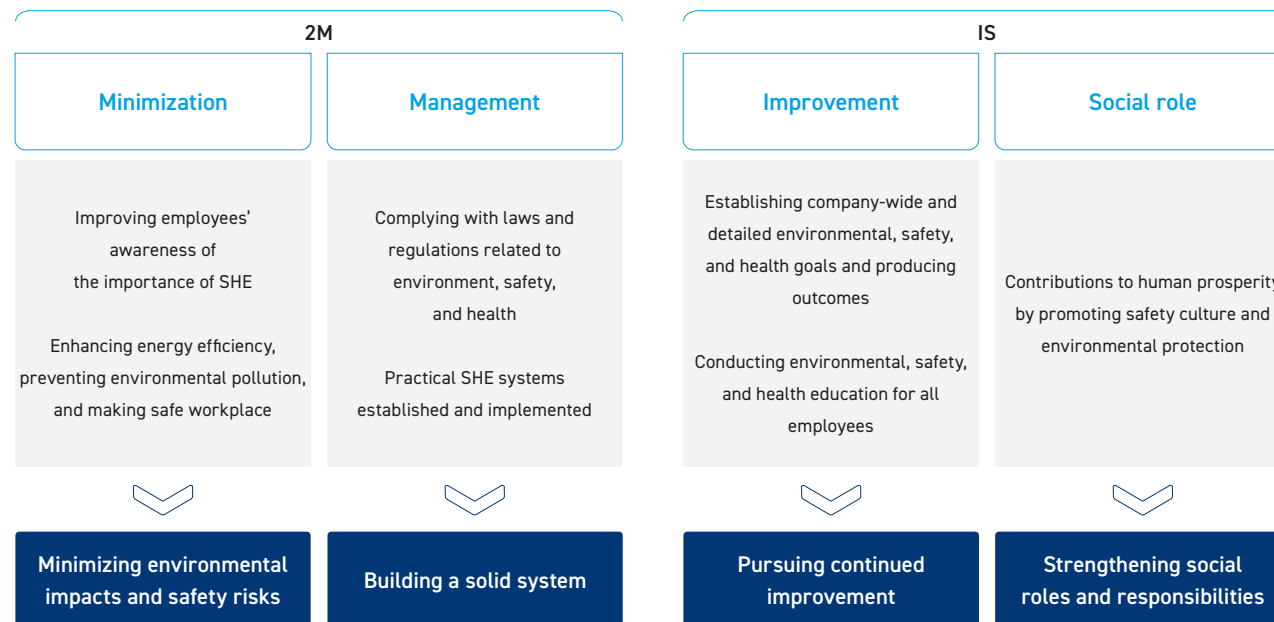 2M
Minimization
Improving employees’
awareness of
the importance of SHE
Enhancing energy efficiency,
preventing environmental pollution,
and making safe workplace
Minimizing environmental
impacts and safety risks
Management
Complying with laws and
regulations related to
environment, safety,
and health
Practical SHE systems
established and implemented
Building a solid system
IS
Improvement
Establishing company-wide and
detailed environmental, safety,
and health goals and producing
outcomes
Conducting environmental, safety,
and health education for all
employees
Pursuing continued
improvement
Social role
Contributions to human prosperity
by promoting safety culture and
environmental protection
Strengthening social
roles and responsibilities